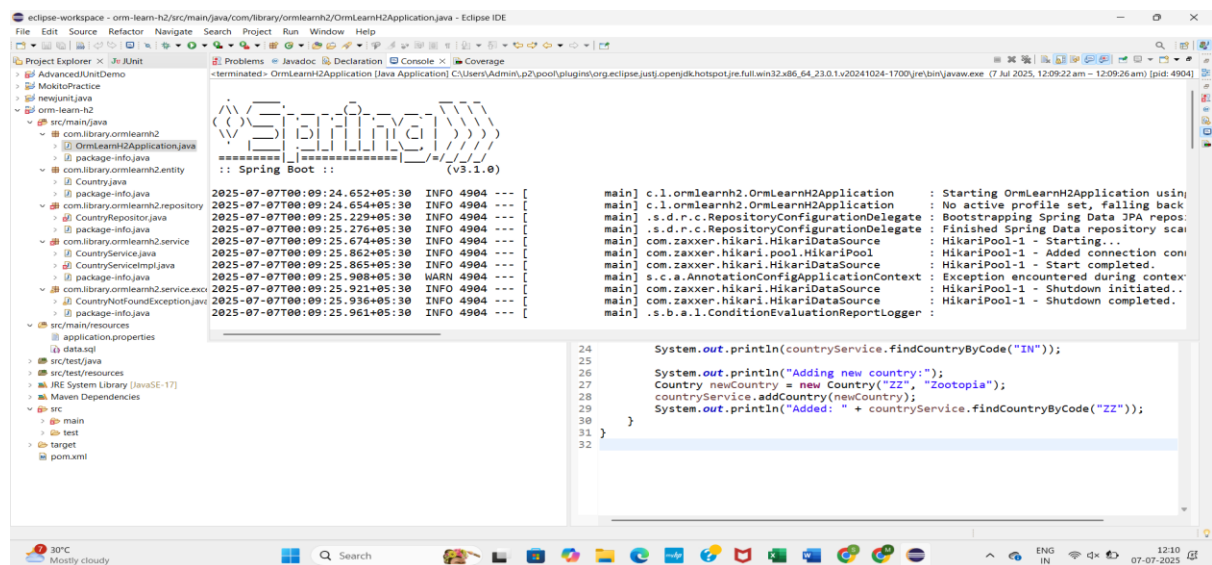 eclipse-workspace - orm-learn-h2/src/main/java/com/library/ormlearnh2/OrmLearnH2Application.java - Eclipse IDE
File Edit Source Refactor Navigate Search Project Run Window Help
Project Explorer × JUnit
Problems Javadoc Declaration Console × Coverage
<terminated> OrmLearnH2Application [Java Application] C:\Users\Admin\.p2\pool\plugins\org.eclipse.justj.openjdk.hotspot.jre.full.win32.x86_64_23.0.1.v20241024-1700\jre\bin\javaw.exe (7 Jul 2025, 12:09:22 am – 12:09:26 am) [pid: 4904]
AdvancedJUnitDemo
MokitoPractice
newjunit.java
orm-learn-h2
src/main/java
com.library.ormlearnh2
OrmLearnH2Application.java
package-info.java
com.library.ormlearnh2.entity
Country.java
package-info.java
com.library.ormlearnh2.repository
CountryRepositor.java
package-info.java
com.library.ormlearnh2.service
CountryService.java
CountryServiceImpl.java
package-info.java
com.library.ormlearnh2.service.exce
CountryNotFoundException.java
package-info.java
src/main/resources
application.properties
data.sql
src/test/java
src/test/resources
JRE System Library [JavaSE-17]
Maven Dependencies
src
main
test
target
pom.xml
Spring
:: Spring Boot :: (v3.1.0)
2025-07-07T00:09:24.652+05:30 INFO 4904 --- [ main] c.l.ormlearnh2.OrmLearnH2Application : Starting OrmLearnH2Application using
2025-07-07T00:09:24.654+05:30 INFO 4904 --- [ main] c.l.ormlearnh2.OrmLearnH2Application : No active profile set, falling back
2025-07-07T00:09:25.229+05:30 INFO 4904 --- [ main] .s.d.r.c.RepositoryConfigurationDelegate : Bootstrapping Spring Data JPA repos
2025-07-07T00:09:25.276+05:30 INFO 4904 --- [ main] .s.d.r.c.RepositoryConfigurationDelegate : Finished Spring Data repository sca
2025-07-07T00:09:25.674+05:30 INFO 4904 --- [ main] com.zaxxer.hikari.HikariDataSource : HikariPool-1 - Starting...
2025-07-07T00:09:25.862+05:30 INFO 4904 --- [ main] com.zaxxer.hikari.pool.HikariPool : HikariPool-1 - Added connection con
2025-07-07T00:09:25.865+05:30 INFO 4904 --- [ main] com.zaxxer.hikari.HikariDataSource : HikariPool-1 - Start completed.
2025-07-07T00:09:25.908+05:30 WARN 4904 --- [ main] s.c.a.AnnotationConfigApplicationContext : Exception encountered during contex
2025-07-07T00:09:25.921+05:30 INFO 4904 --- [ main] com.zaxxer.hikari.HikariDataSource : HikariPool-1 - Shutdown initiated..
2025-07-07T00:09:25.936+05:30 INFO 4904 --- [ main] com.zaxxer.hikari.HikariDataSource : HikariPool-1 - Shutdown completed.
2025-07-07T00:09:25.961+05:30 INFO 4904 --- [ main] .s.b.a.l.ConditionEvaluationReportLogger :
24 System.out.println(countryService.findCountryByCode("IN"));
25
26 System.out.println("Adding new country:");
27 Country newCountry = new Country("ZZ", "Zootopia");
28 countryService.addCountry(newCountry);
29 System.out.println("Added: " + countryService.findCountryByCode("ZZ"));
30 }
31 }
32
7
30°C
Mostly cloudy
Search
ENG
IN
12:10
07-07-2025